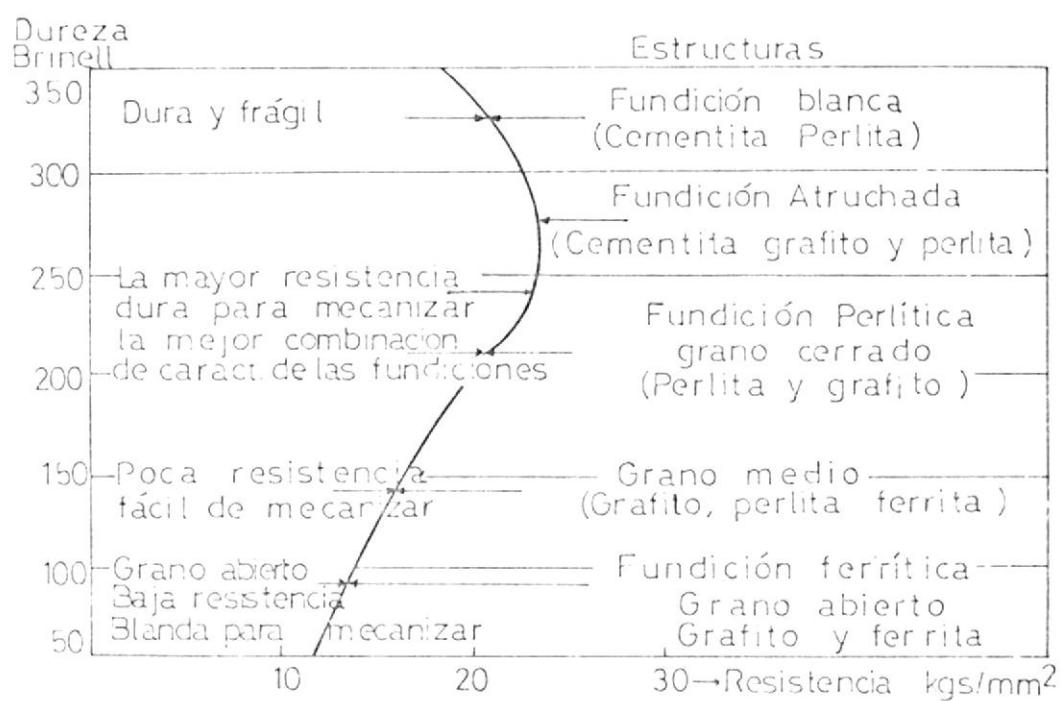 Dureza
Brinell
Estructuras
350
Dura y frágil
Fundición blanca
(Cementita Perlita)
300
Fundición Atruchada
(Cementita grafito y perlita)
250
La mayor resistencia
dura para mecanizar
la mejor combinacion
de caract. de las fundiciones
Fundición Perlítica
grano cerrado
(Perlita y grafito)
200
150
Poca resistencia
fácil de mecanizar
Grano medio
(Grafito, perlita ferrita)
100
Grano abierto
Baja resistencia
Blanda para mecanizar
Fundición ferrítica
Grano abierto
Grafito y ferrita
50
10
20
30→Resistencia kgs/mm²